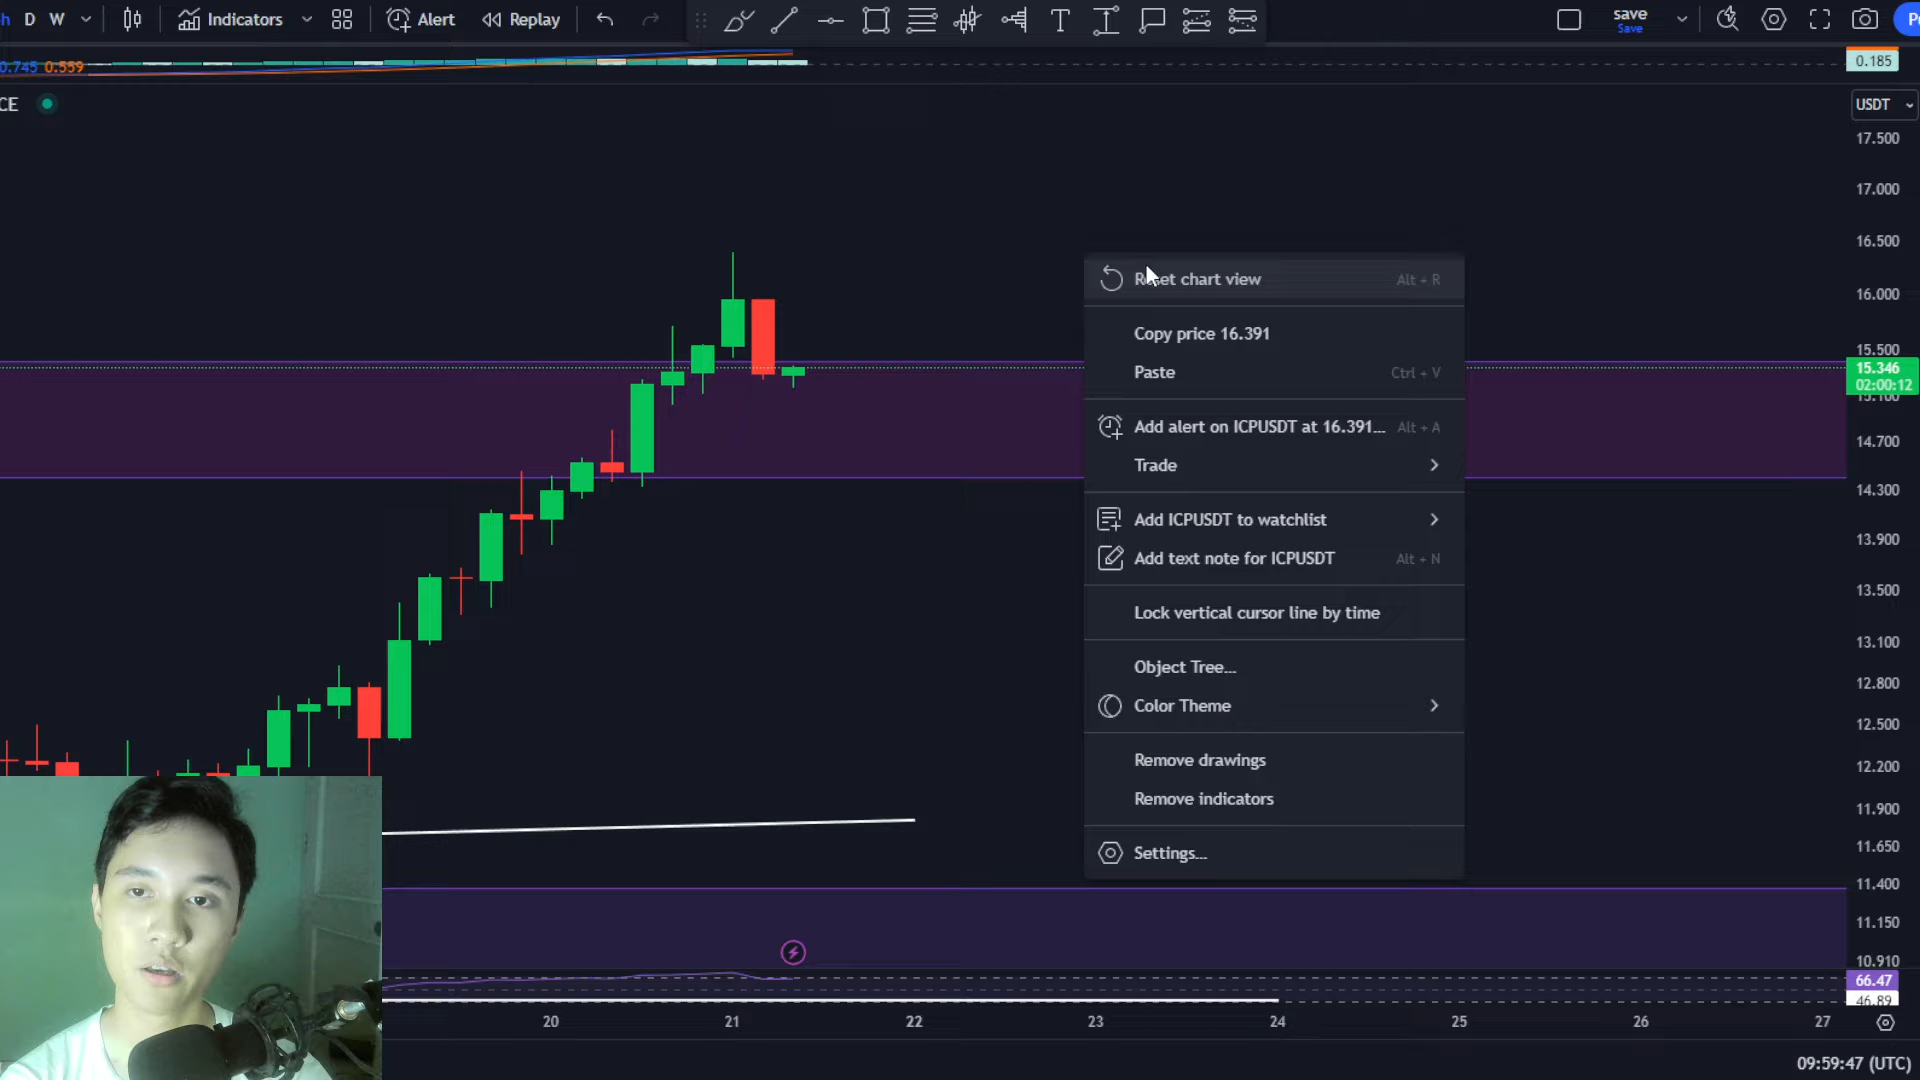 h D W Indicators Alert Replay save
Save
0.745 0.559
0.185
CE
USDT
17.500
17.000
16.500
16.000
15.500
15.346
02:00:12
15.100
14.700
14.300
13.900
13.500
13.100
12.800
12.500
12.200
11.900
11.650
11.400
11.150
10.910
66.47
46.89
Reset chart view Alt + R
Copy price 16.391
Paste Ctrl + V
Add alert on ICPUSDT at 16.391... Alt + A
Trade
Add ICPUSDT to watchlist
Add text note for ICPUSDT Alt + N
Lock vertical cursor line by time
Object Tree...
Color Theme
Remove drawings
Remove indicators
Settings...
20 21 22 23 24 25 26 27
09:59:47 (UTC)